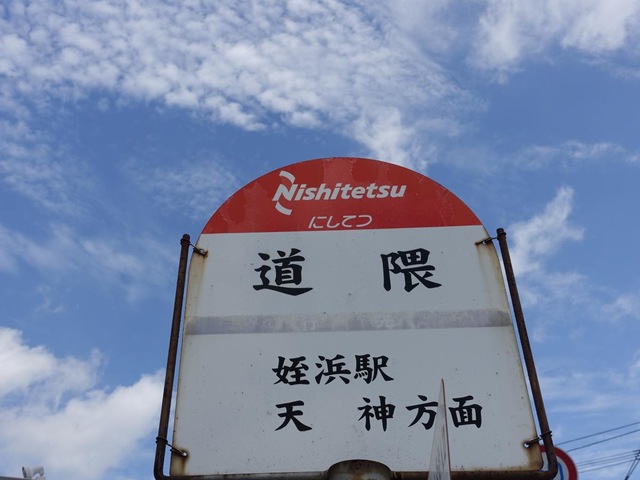 Nishitetsu
にしてつ
道 隈
姪浜駅
天 神方面